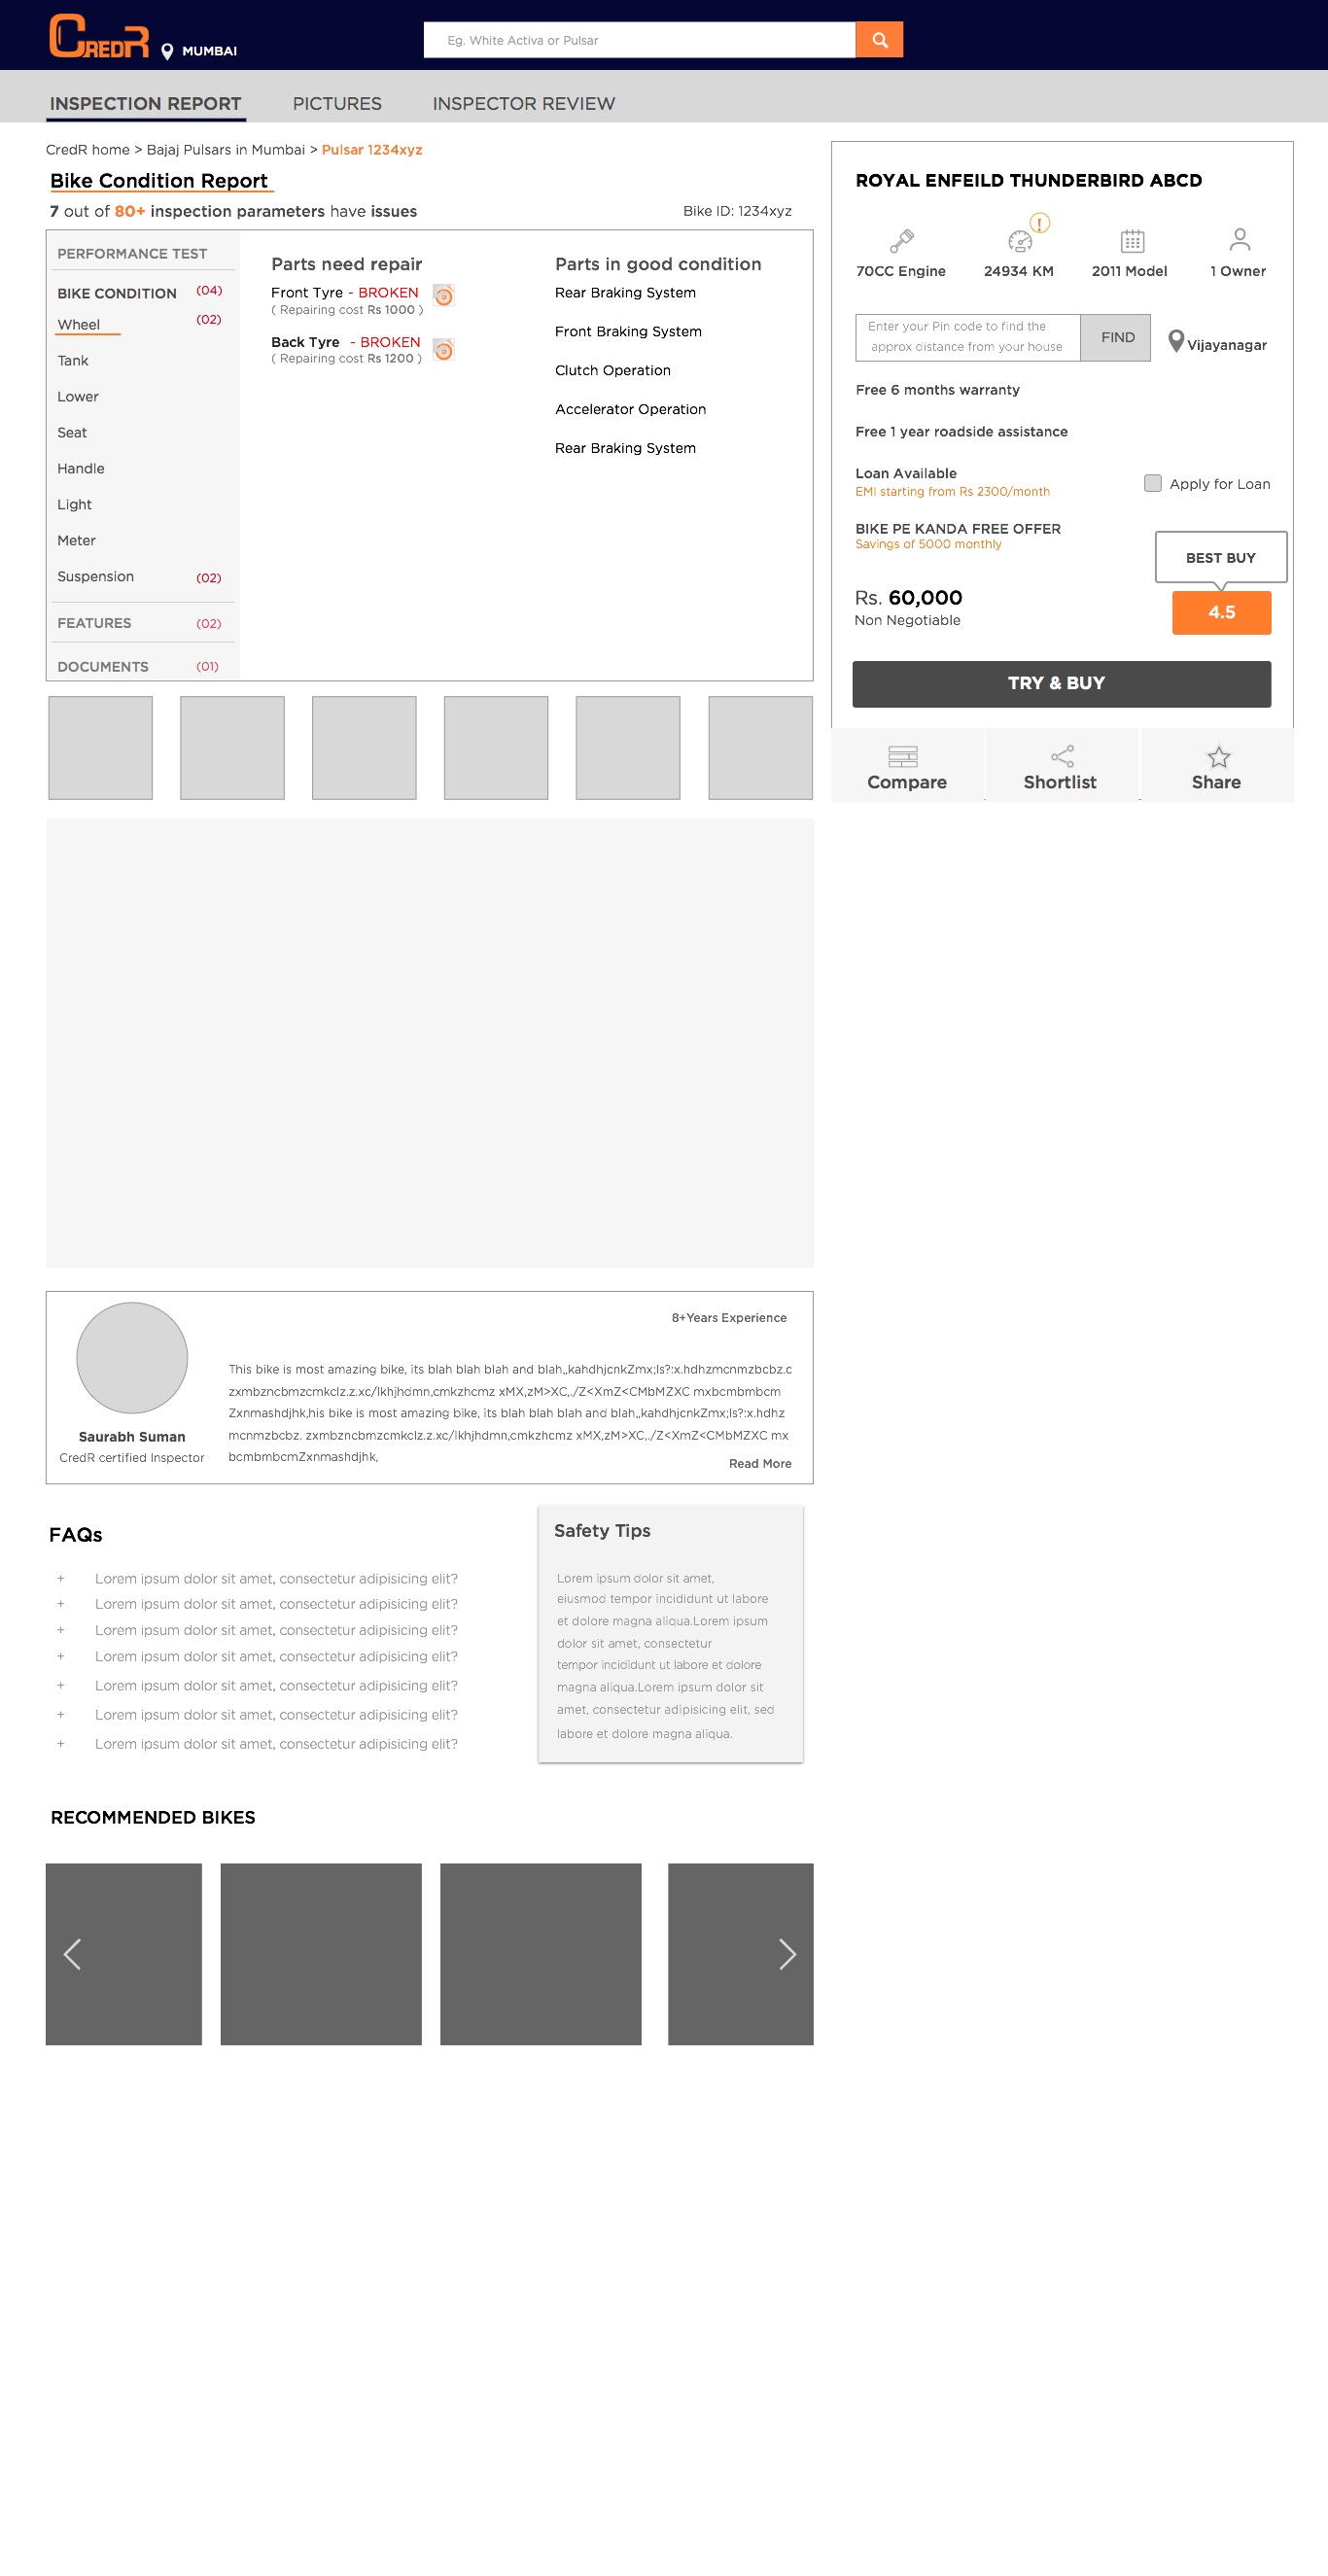 CREDR
MUMBAI
Eg. White Activa or Pulsar
INSPECTION REPORT
PICTURES
INSPECTOR REVIEW
CredR home > Bajaj Pulsars in Mumbai > Pulsar 1234xyz
Bike Condition Report
7 out of 80+ inspection parameters have issues
Bike ID: 1234xyz
PERFORMANCE TEST
BIKE CONDITION (04)
Wheel (02)
Tank
Lower
Seat
Handle
Light
Meter
Suspension (02)
FEATURES (02)
DOCUMENTS (01)
Parts need repair
Front Tyre - BROKEN
( Repairing cost Rs 1000 )
Back Tyre - BROKEN
( Repairing cost Rs 1200 )
Parts in good condition
Rear Braking System
Front Braking System
Clutch Operation
Accelerator Operation
Rear Braking System
ROYAL ENFEILD THUNDERBIRD ABCD
!
70CC Engine
24934 KM
2011 Model
1 Owner
Enter your Pin code to find the
approx distance from your house
FIND
Vijayanagar
Free 6 months warranty
Free 1 year roadside assistance
Loan Available
EMI starting from Rs 2300/month
Apply for Loan
BIKE PE KANDA FREE OFFER
Savings of 5000 monthly
BEST BUY
Rs. 60,000
Non Negotiable
4.5
TRY & BUY
Compare
Shortlist
Share
8+Years Experience
This bike is most amazing bike, its blah blah blah and blah,,kahdhjcnkZmx;ls?:x.hdhzmcnmzbcbz.c
zxmbzncbmzcmkclz.z.xc/lkhjhdmn,cmkzhcmz xMX,zM>XC,./Z<XmZ<CMbMZXC mxbcmbmbcm
Zxnmashdjhk,his bike is most amazing bike, its blah blah blah and blah,,kahdhjcnkZmx;ls?:x.hdhz
mcnmzbcbz. zxmbzncbmzcmkclz.z.xc/lkhjhdmn,cmkzhcmz xMX,zM>XC,./Z<XmZ<CMbMZXC mx
bcmbmbcmZxnmashdjhk,
Read More
Saurabh Suman
CredR certified Inspector
FAQs
+ Lorem ipsum dolor sit amet, consectetur adipisicing elit?
+ Lorem ipsum dolor sit amet, consectetur adipisicing elit?
+ Lorem ipsum dolor sit amet, consectetur adipisicing elit?
+ Lorem ipsum dolor sit amet, consectetur adipisicing elit?
+ Lorem ipsum dolor sit amet, consectetur adipisicing elit?
+ Lorem ipsum dolor sit amet, consectetur adipisicing elit?
+ Lorem ipsum dolor sit amet, consectetur adipisicing elit?
Safety Tips
Lorem ipsum dolor sit amet,
eiusmod tempor incididunt ut labore
et dolore magna aliqua.Lorem ipsum
dolor sit amet, consectetur
tempor incididunt ut labore et dolore
magna aliqua.Lorem ipsum dolor sit
amet, consectetur adipisicing elit, sed
labore et dolore magna aliqua.
RECOMMENDED BIKES